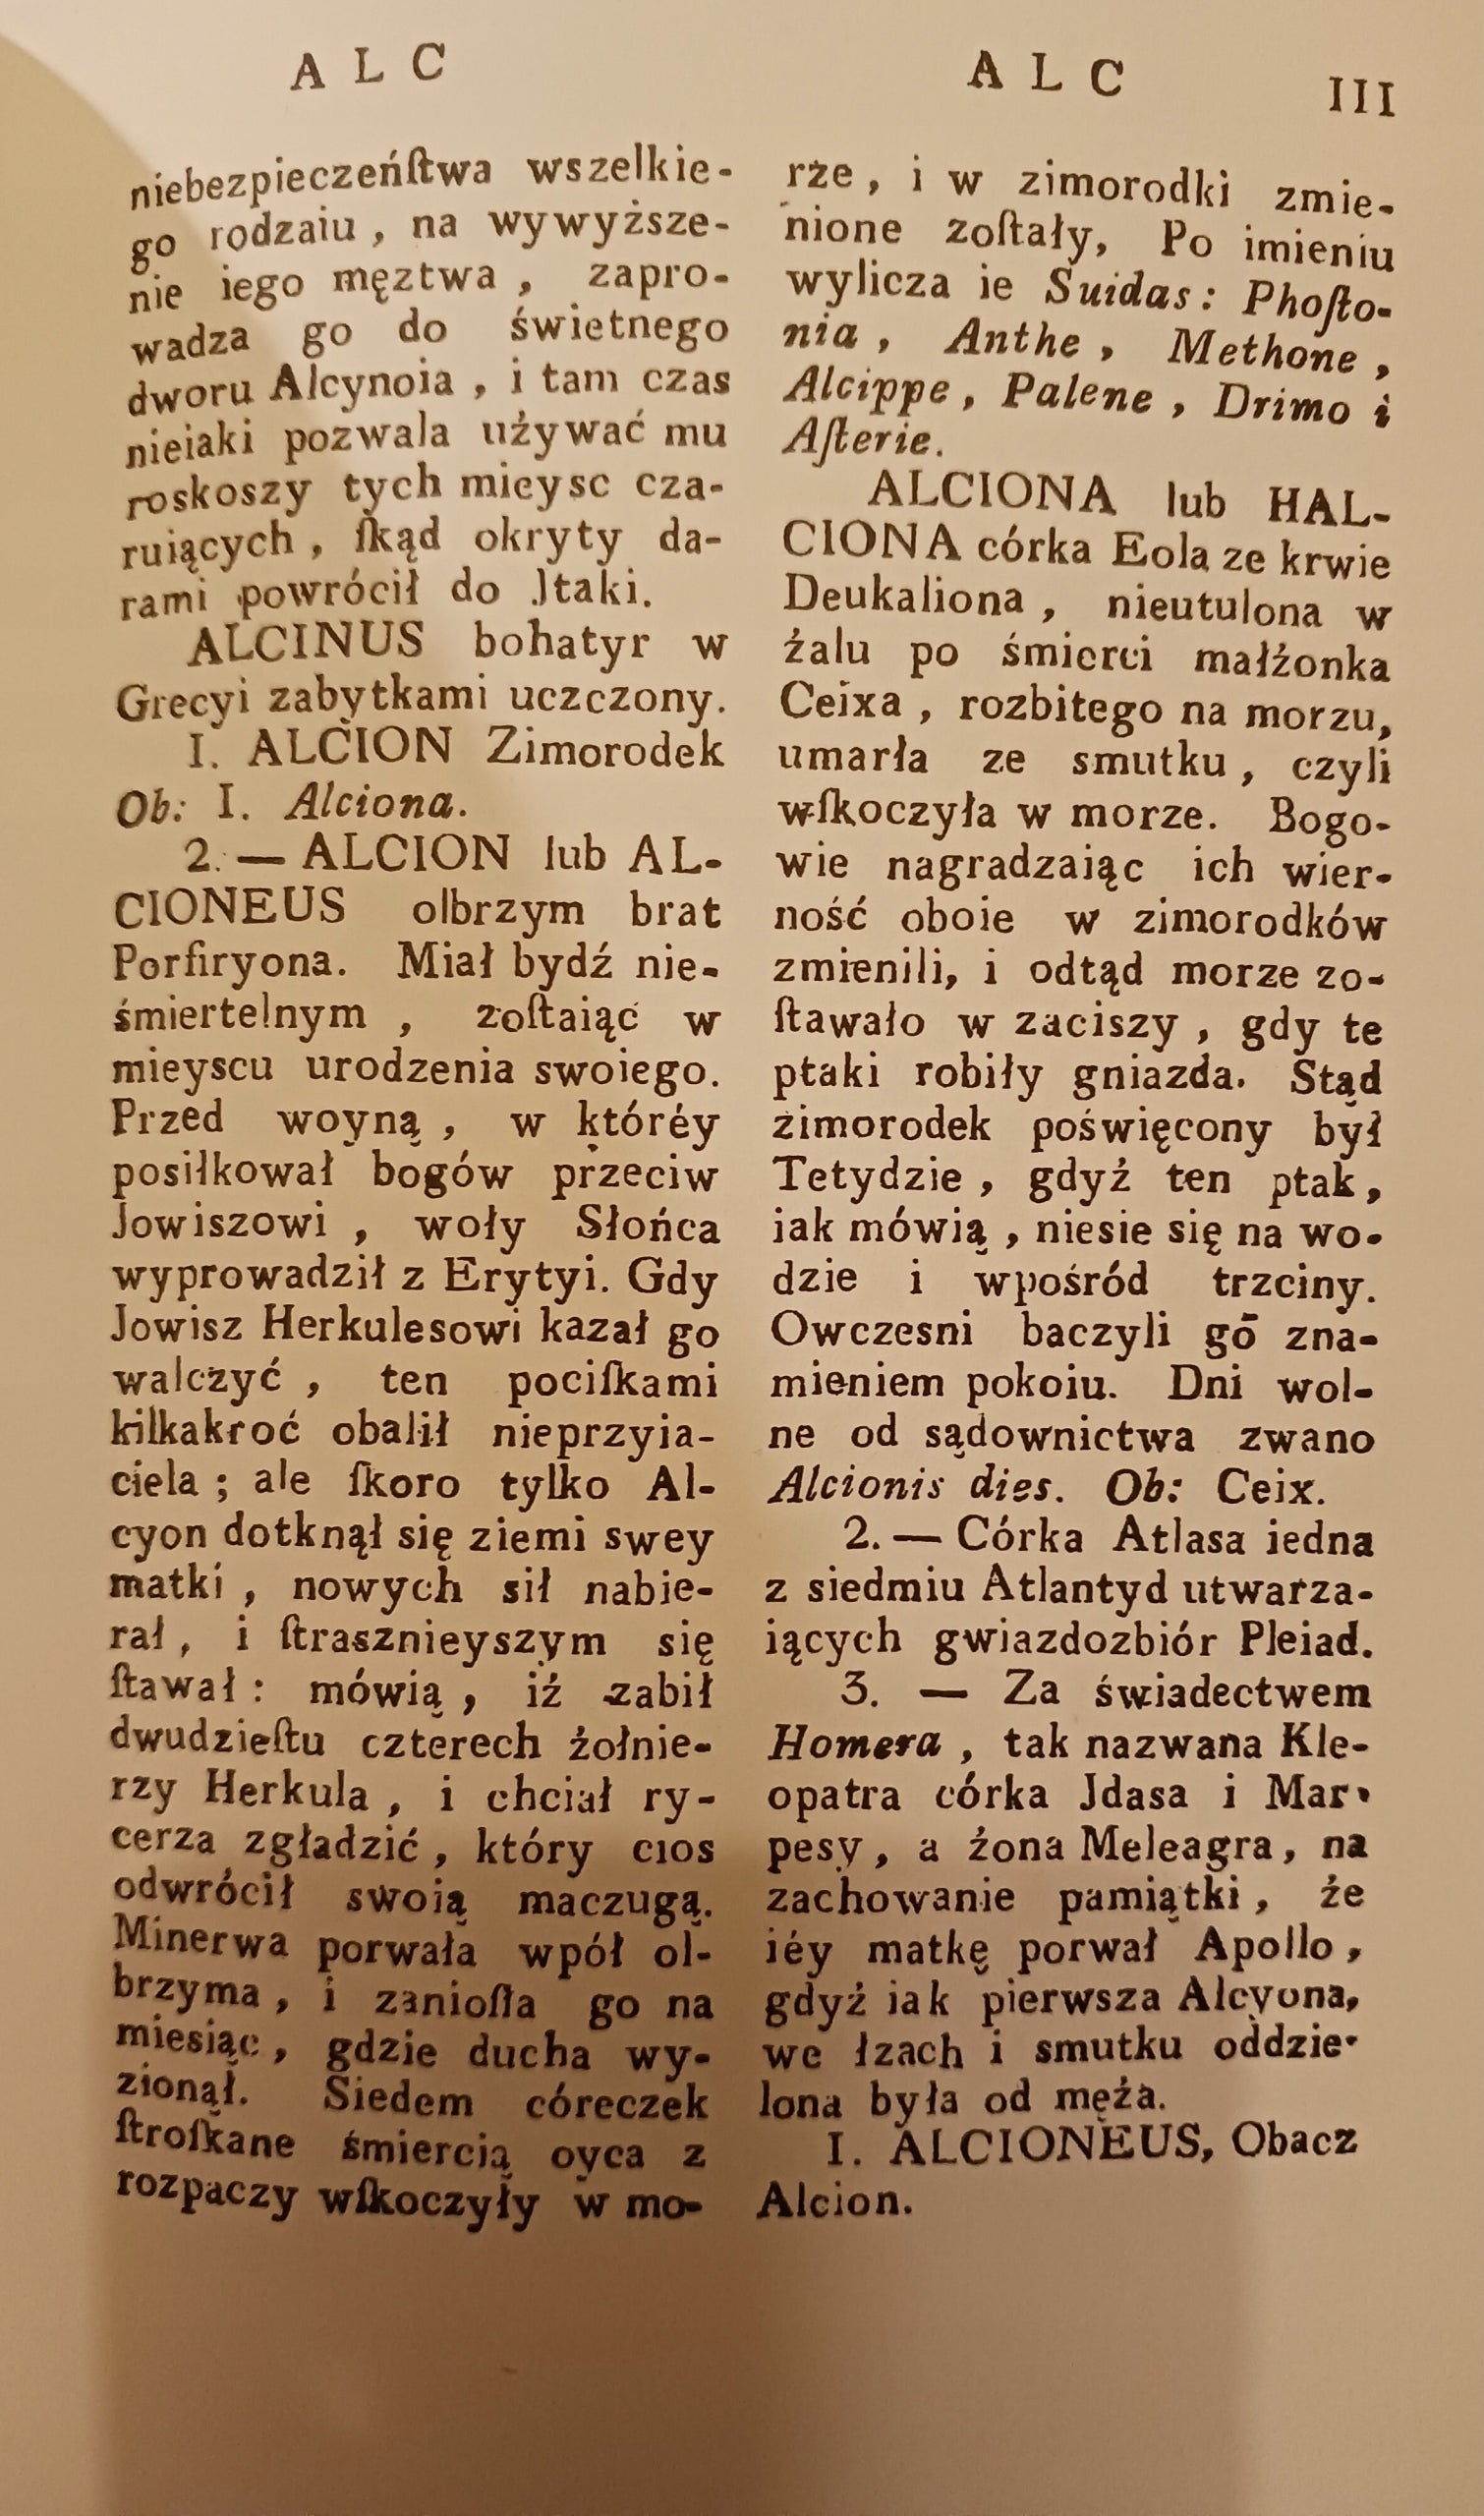 A L C
niebezpieczeńſtwa wszelkie-
go rodzaiu , na wywyższe-
nie iego męztwa , zapro-
wadza go do świetnego
dworu Alcynoia , i tam czas
nieiaki pozwala używać mu
roskoszy tych mieysc cza-
ruiących , ſkąd okryty da-
rami powrócił do Jtaki.
ALCINUS bohatyr w
Grecyi zabytkami uczczony.
I. ALCION Zimorodek
Ob: I. Alciona.
2. — ALCION lub AL-
CIONEUS olbrzym brat
Porfiryona. Miał bydź nie-
śmiertelnym , zoſtaiąc w
mieyscu urodzenia swoiego.
Przed woyną , w któréy
posiłkował bogów przeciw
Jowiszowi , woły Słońca
wyprowadził z Erytyi. Gdy
Jowisz Herkulesowi kazał go
walczyć , ten pociſkami
kilkakroć obalił nieprzyia-
ciela ; ale ſkoro tylko Al-
cyon dotknął się ziemi swey
matki , nowych sił nabie-
rał , i ſtrasznieyszym się
ſtawał : mówią , iż zabił
dwudzieſtu czterech żołnie-
rzy Herkula , i chciał ry-
cerza zgładzić , który cios
odwrócił swoią maczugą.
Minerwa porwała wpół ol-
brzyma , i zanioſła go na
miesiąc , gdzie ducha wy-
zionął. Siedem córeczek
ſtroſkane śmiercią oyca z
rozpaczy wſkoczyły w mo-
A L C
III
rze , i w zimorodki zmie-
nione zoſtały, Po imieniu
wylicza ie Suidas : Phoſto-
nia , Anthe , Methone ,
Alcippe , Palene , Drimo i
Aſterie.
ALCIONA lub HAL-
CIONA córka Eola ze krwie
Deukaliona , nieutulona w
żalu po śmierci małżonka
Ceixa , rozbitego na morzu,
umarła ze smutku , czyli
wſkoczyła w morze. Bogo-
wie nagradzaiąc ich wier-
ność oboie w zimorodków
zmienili, i odtąd morze zo-
ſtawało w zaciszy , gdy te
ptaki robiły gniazda. Stąd
zimorodek poświęcony był
Tetydzie , gdyż ten ptak,
iak mówią , niesie się na wo-
dzie i wpośród trzciny.
Owczesni baczyli go zna-
mieniem pokoiu. Dni wol-
ne od sądownictwa zwano
Alcionis dies. Ob: Ceix.
2. — Córka Atlasa iedna
z siedmiu Atlantyd utwarza-
iących gwiazdozbiór Pleiad.
3. — Za świadectwem
Homera , tak nazwana Kle-
opatra córka Jdasa i Mar-
pesy , a żona Meleagra, na
zachowanie pamiątki , że
iéy matkę porwał Apollo ,
gdyż iak pierwsza Alcyona,
we łzach i smutku oddzie-
lona była od męża.
I. ALCIONEUS, Obacz
Alcion.